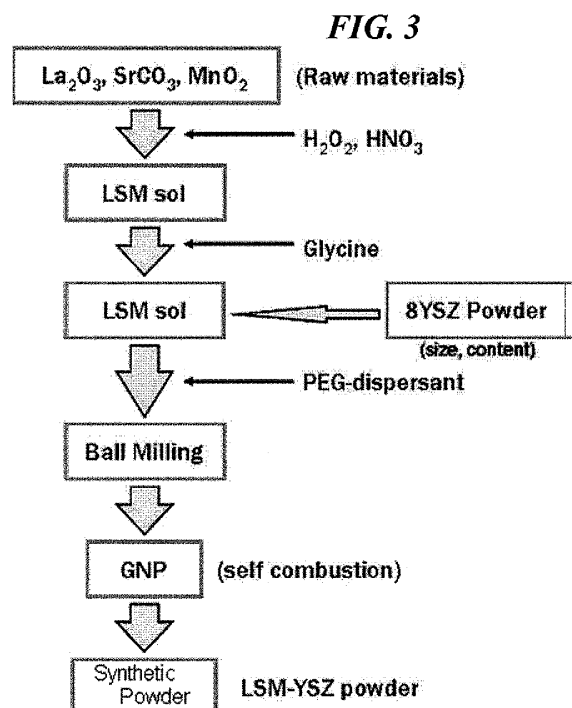 FIG. 3
La₂O₃, SrCO₃, MnO₂ (Raw materials)
H₂O₂, HNO₃
LSM sol
Glycine
LSM sol
8YSZ Powder
(size, content)
PEG-dispersant
Ball Milling
GNP (self combustion)
Synthetic
Powder
LSM-YSZ powder